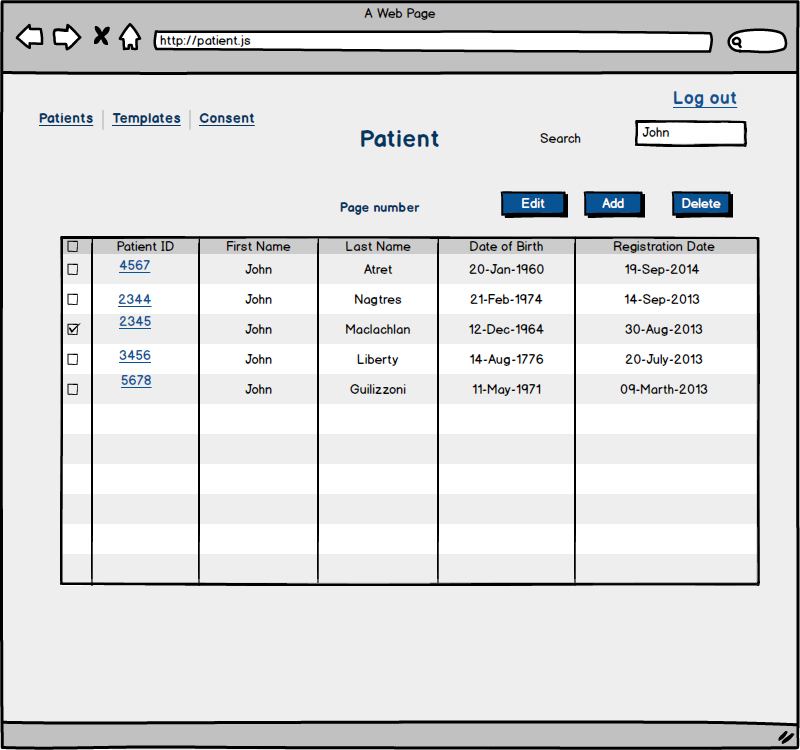 A Web Page
http://patient.js
Log out
Patients Templates Consent
Patient Search John
Page number Edit Add Delete
Patient ID First Name Last Name Date of Birth Registration Date
4567 John Atret 20-Jan-1960 19-Sep-2014
2344 John Nagtres 21-Feb-1974 14-Sep-2013
2345 John Maclachlan 12-Dec-1964 30-Aug-2013
3456 John Liberty 14-Aug-1776 20-July-2013
5678 John Guilizzoni 11-May-1971 09-Marth-2013